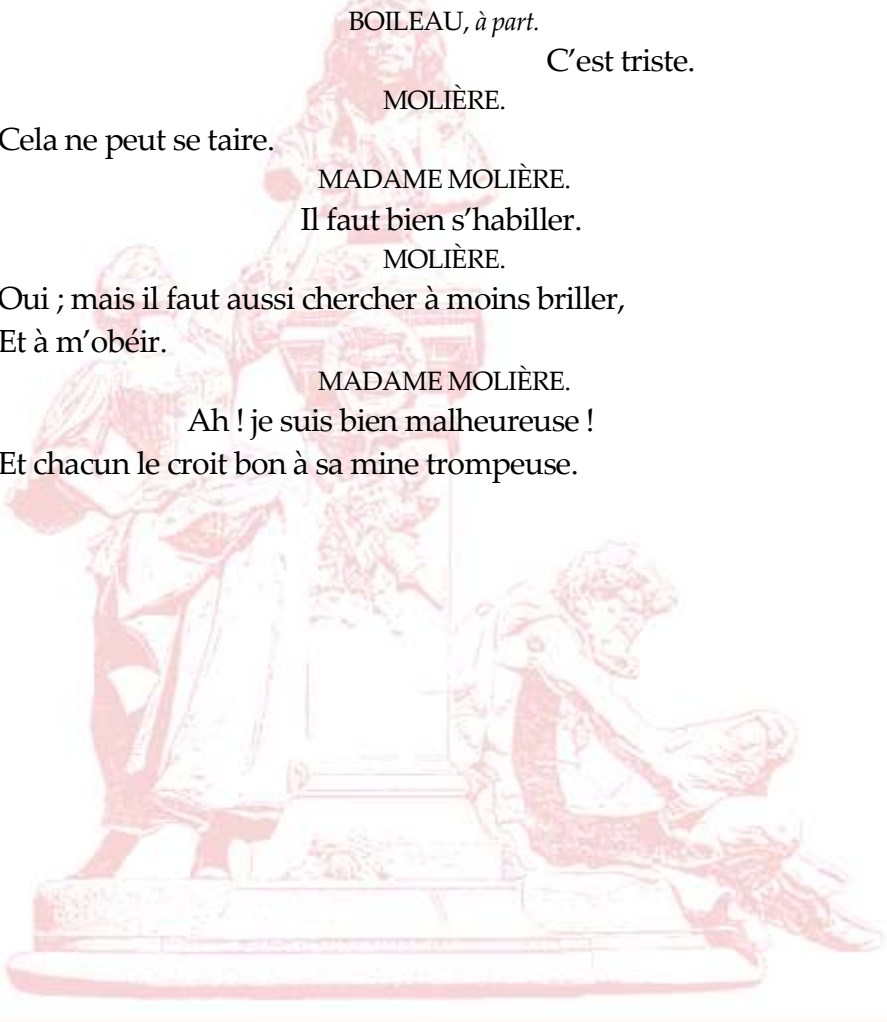 BOILEAU, à part.
C’est triste.
MOLIÈRE.
Cela ne peut se taire.
MADAME MOLIÈRE.
Il faut bien s’habiller.
MOLIÈRE.
Oui ; mais il faut aussi chercher à moins briller,
Et à m’obéir.
MADAME MOLIÈRE.
Ah ! je suis bien malheureuse !
Et chacun le croit bon à sa mine trompeuse.